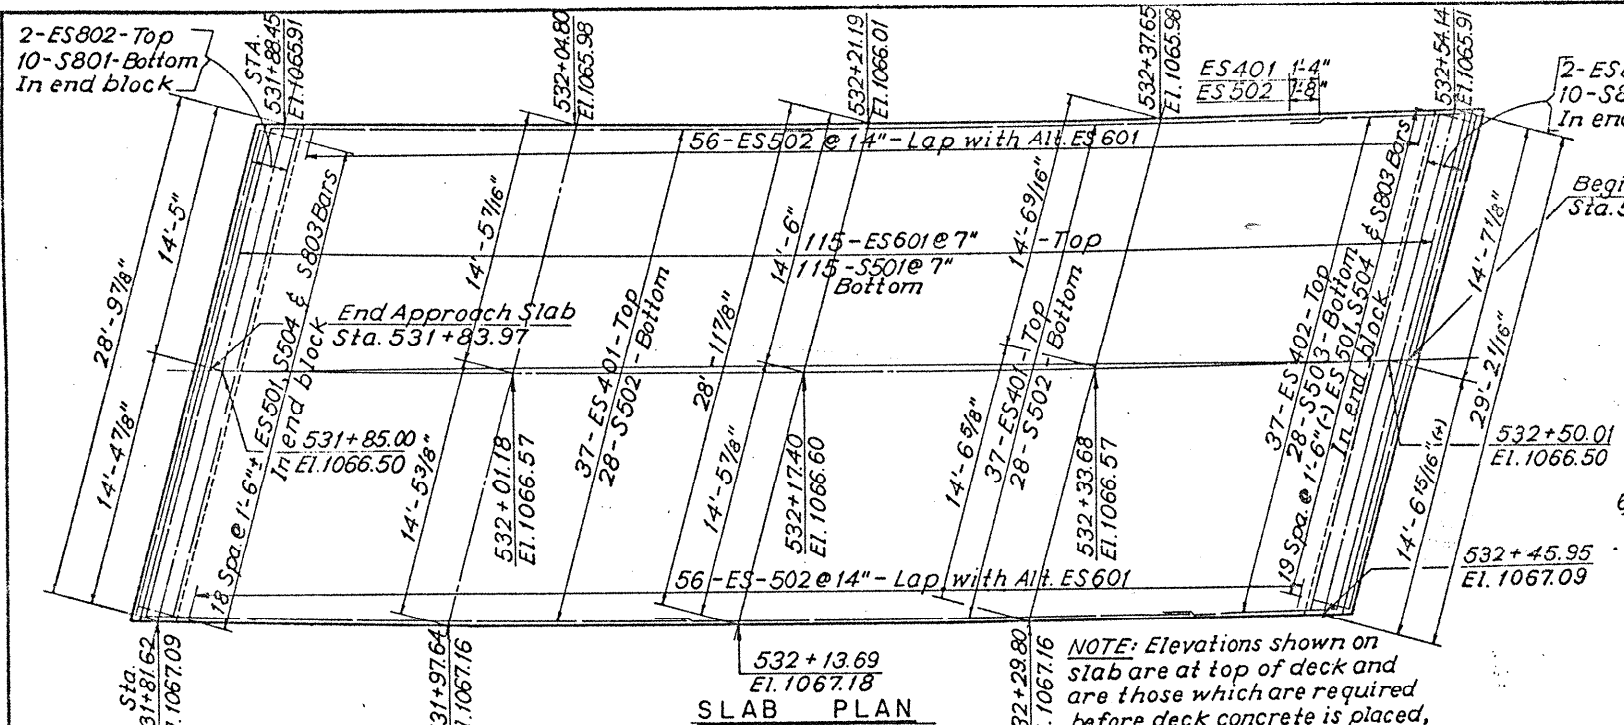 2-ES802-Top
10-S801-Bottom
In end block
STA.
531+88.45
El.1065.91
532+04.80
El.1065.98
532+21.19
El.1066.01
532+37.65
El.1065.98
532+54.14
El.1065.91
ES401 1'-4"
ES502 1'-8"
2-ES
10-S8
In en
56-ES502 @ 14"-Lap with Alt. ES601
Begi
Sta.5
14'-5"
28'-9 7/8"
14'-4 7/8"
14'-5 7/16"
14'-5 3/8"
14'-6"
28'-11 7/8"
14'-5 7/8"
14'-6 9/16"
14'-6 5/8"
14'-7 1/8"
29'-2 1/16"
14'-6 15/16"(+)
115-ES601@7" -Top
115-S501@7"
Bottom
End Approach Slab
Sta. 531+83.97
18 Spa.@ 1'-6"± ES501, S504 & S803 Bars
In end block
531+85.00
El.1066.50
532+01.18
El.1066.57
37-ES401-Top
28-S502-Bottom
532+17.40
El.1066.60
37-ES401-Top
28-S502-Bottom
532+33.68
El.1066.57
37-ES402-Top
28-S503-Bottom
19 Spa.@ 1'-6"(-) ES501, S504 & S803 Bars
In end block
532+50.01
El.1066.50
532+45.95
El.1067.09
56-ES-502@14"-Lap with Alt. ES601
Sta.
31+81.62
l.1067.09
31+97.64
l.1067.16
532+13.69
El.1067.18
32+29.80
l.1067.16
SLAB PLAN
NOTE: Elevations shown on
slab are at top of deck and
are those which are required
before deck concrete is placed,